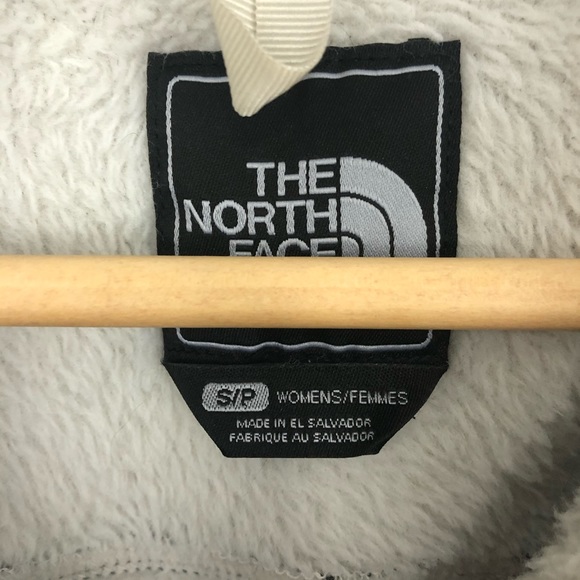 THE
NORTH
FACE
S/P WOMENS/FEMMES
MADE IN EL SALVADOR
FABRIQUE AU SALVADOR